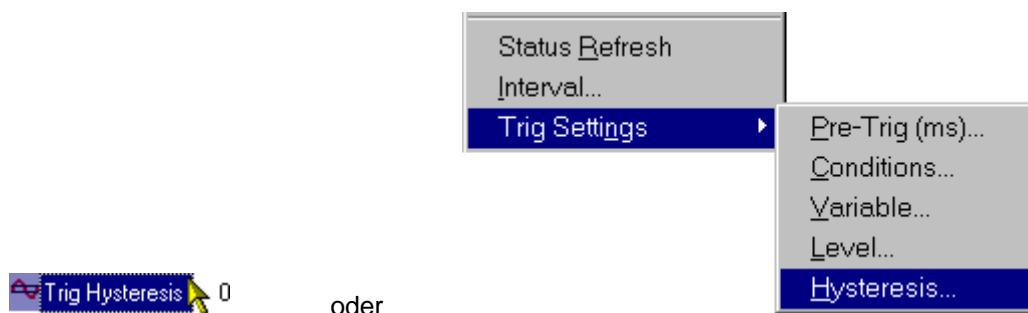 Status Refresh
Interval...
Trig Settings
Pre-Trig (ms)...
Conditions...
Variable...
Level...
Hysteresis...
Trig Hysteresis 0
oder